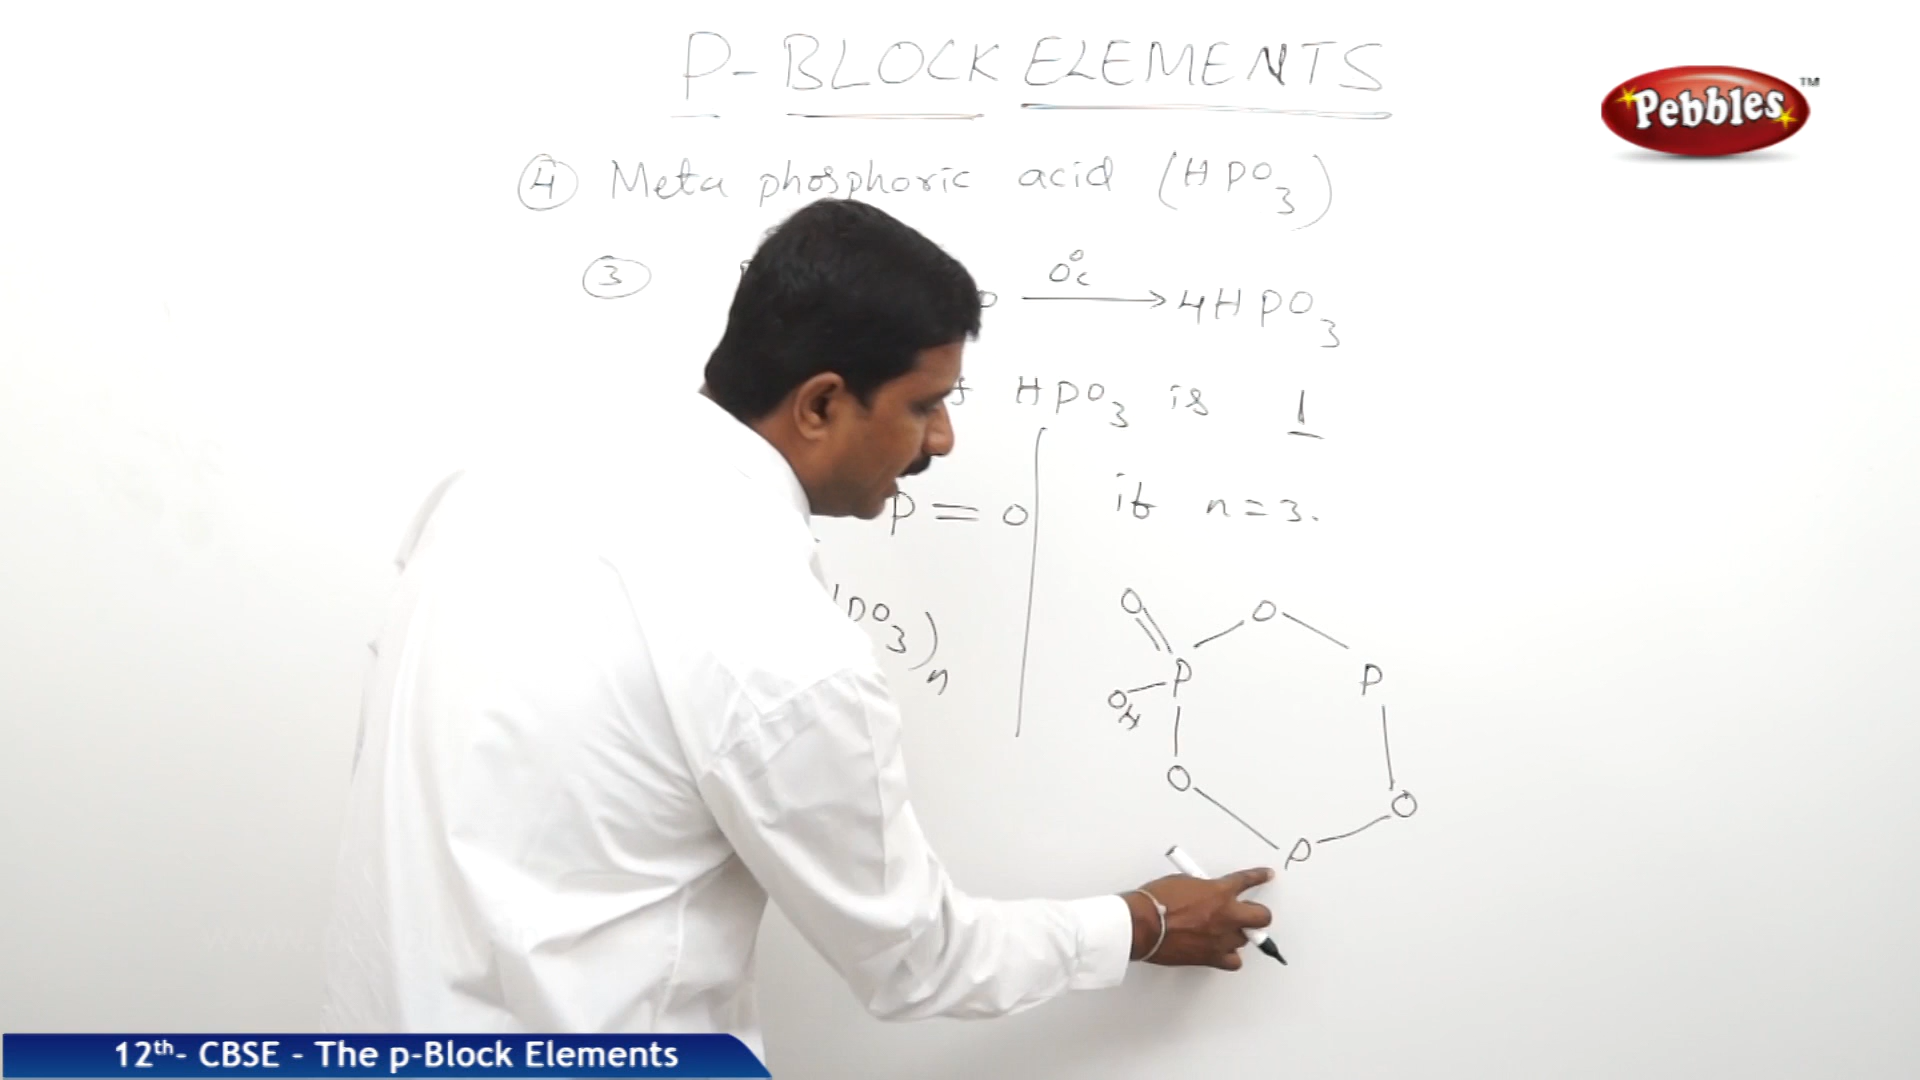 P-BLOCK ELEMENTS
Pebbles™
④ Meta phosphoric acid (HPO3)
③ 0°C → 4HPO3
HPO3 is 1
P=O
if n=3.
PO3)n
O
O
P
P
OH
O
O
P
12th- CBSE - The p-Block Elements